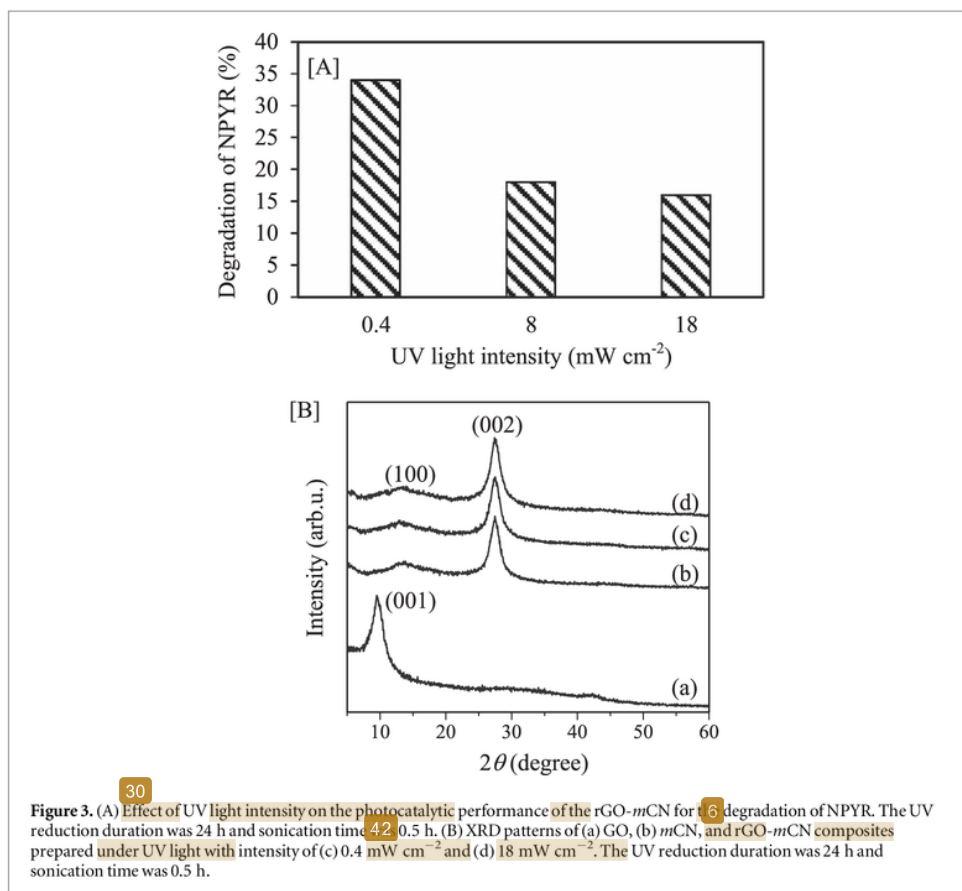 [A]
Degradation of NPYR (%)
40
35
30
25
20
15
10
5
0
0.4 8 18
UV light intensity (mW cm⁻²)
[B]
(002)
(100)
(d)
(c)
(b)
(001)
(a)
Intensity (arb.u.)
10 20 30 40 50 60
2θ (degree)
30
Figure 3. (A) Effect of UV light intensity on the photocatalytic performance of the rGO-mCN for 6 degradation of NPYR. The UV
reduction duration was 24 h and sonication time 42 0.5 h. (B) XRD patterns of (a) GO, (b) mCN, and rGO-mCN composites
prepared under UV light with intensity of (c) 0.4 mW cm⁻² and (d) 18 mW cm⁻². The UV reduction duration was 24 h and
sonication time was 0.5 h.